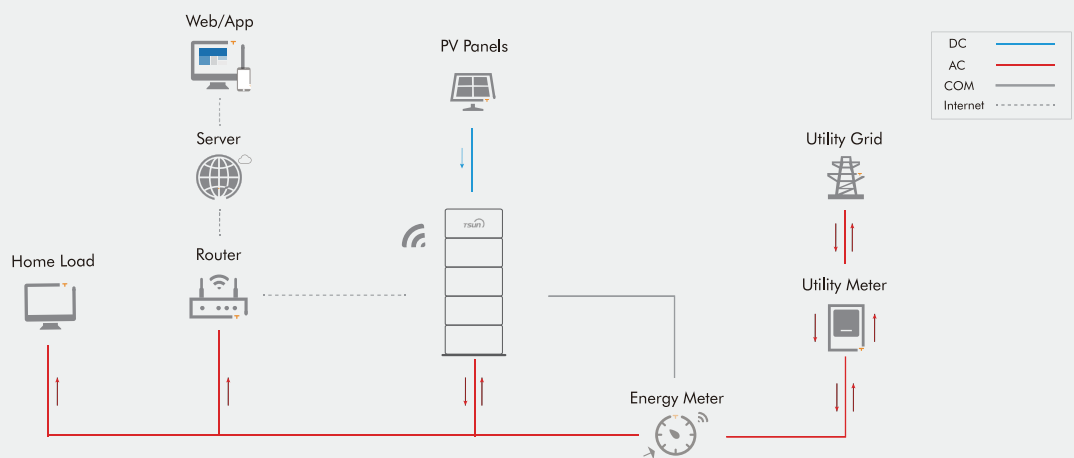 Web/App
PV Panels
DC
AC
COM
Internet
Server
Utility Grid
TSUN
Home Load
Router
Utility Meter
Energy Meter